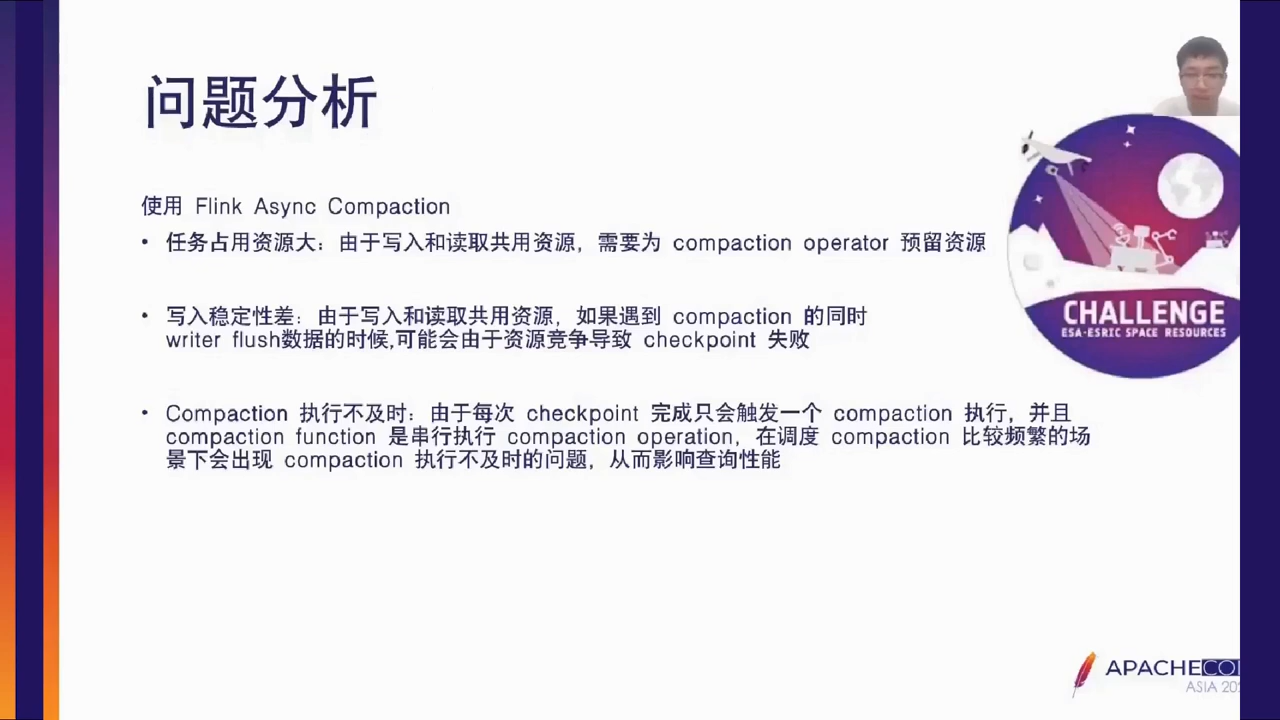 问题分析
使用 Flink Async Compaction
• 任务占用资源大：由于写入和读取共用资源，需要为 compaction operator 预留资源
• 写入稳定性差：由于写入和读取共用资源，如果遇到 compaction 的同时
writer flush数据的时候,可能会由于资源竞争导致 checkpoint 失败
• Compaction 执行不及时：由于每次 checkpoint 完成只会触发一个 compaction 执行，并且
compaction function 是串行执行 compaction operation，在调度 compaction 比较频繁的场
景下会出现 compaction 执行不及时的问题，从而影响查询性能
CHALLENGE
ESA-ESRIC SPACE RESOURCES
APACHECO
ASIA 202